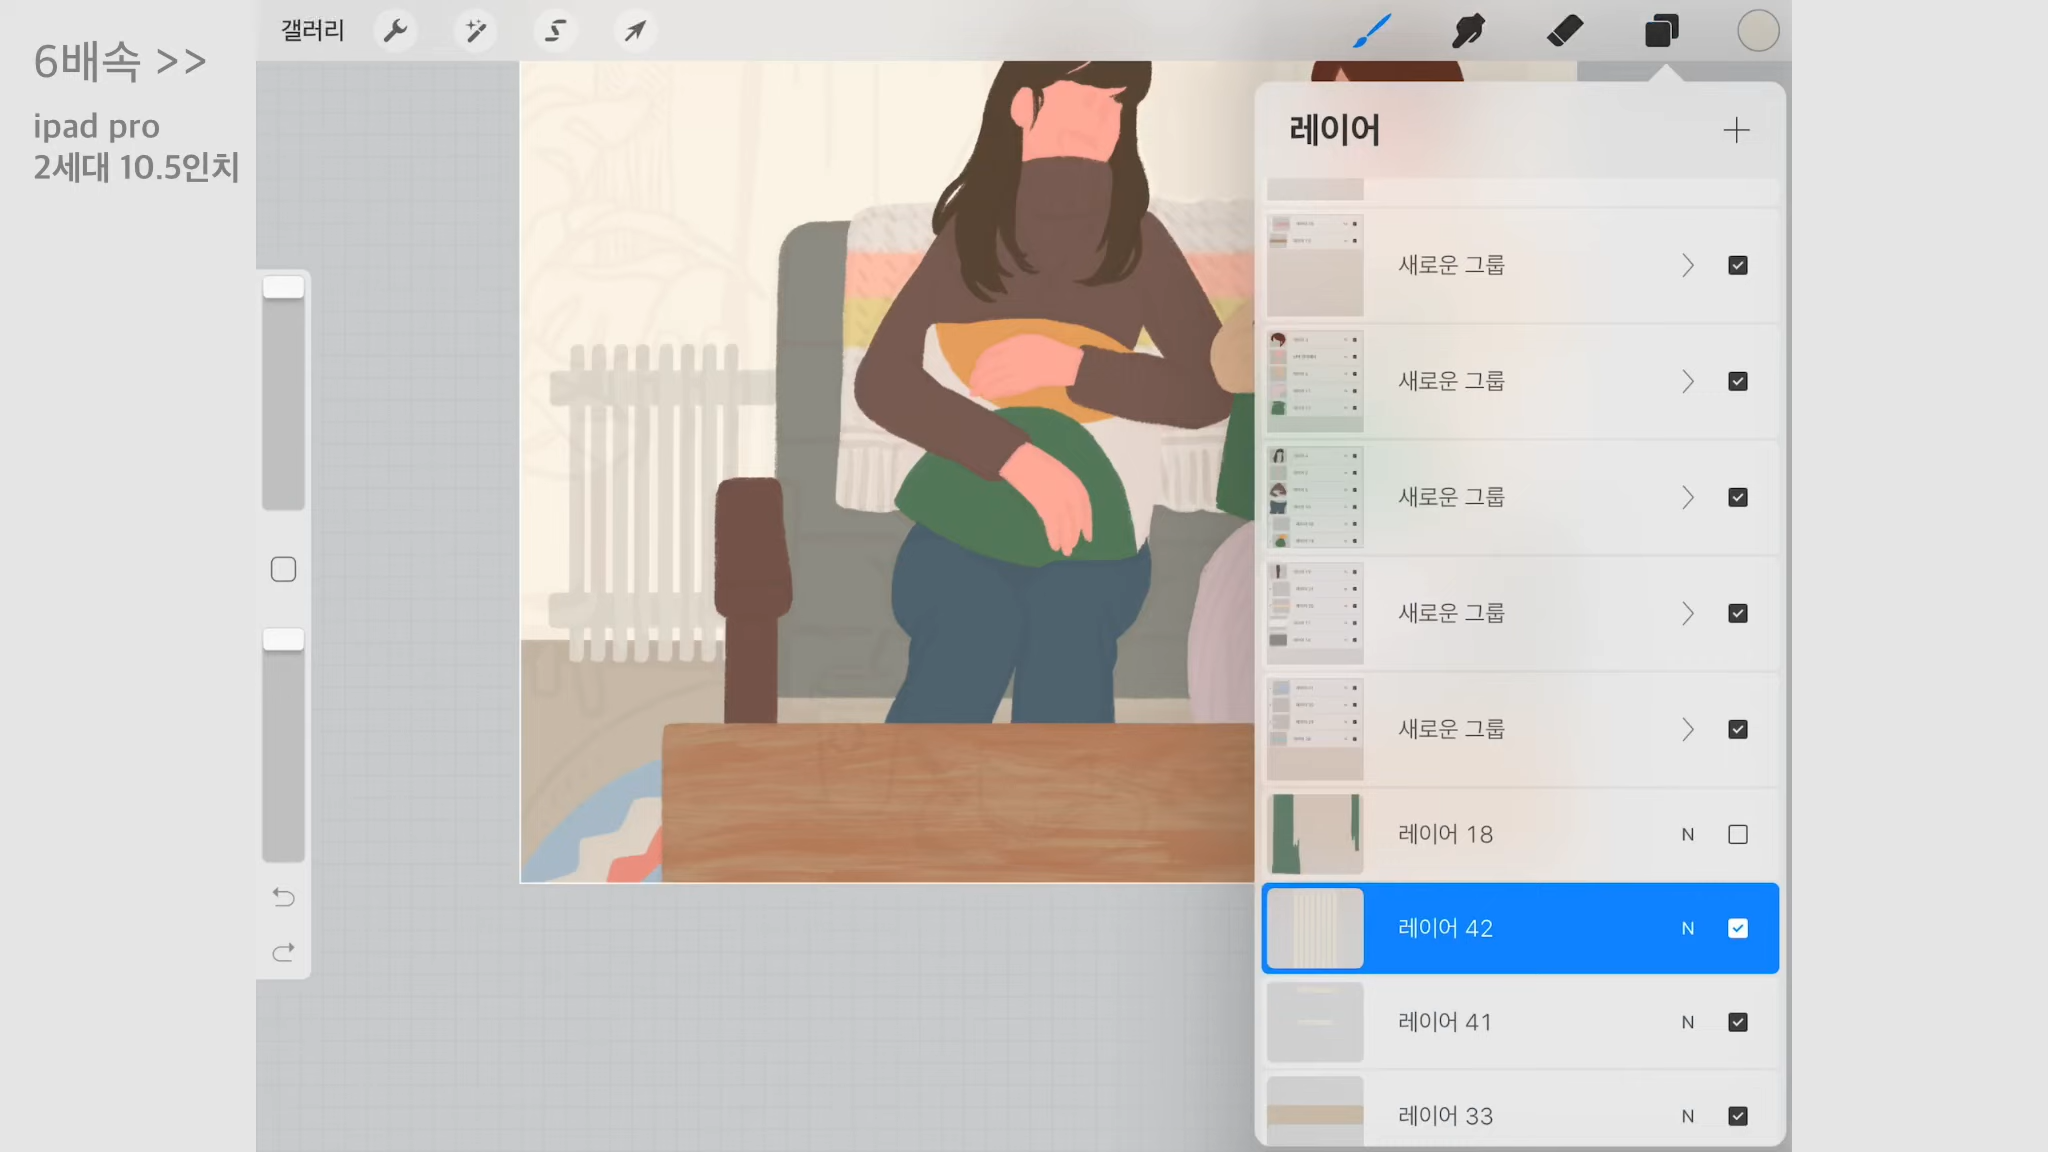 6배속 >>
ipad pro
2세대 10.5인치
갤러리
레이어
새로운 그룹
새로운 그룹
새로운 그룹
새로운 그룹
새로운 그룹
레이어 18 N
레이어 42 N
레이어 41 N
레이어 33 N